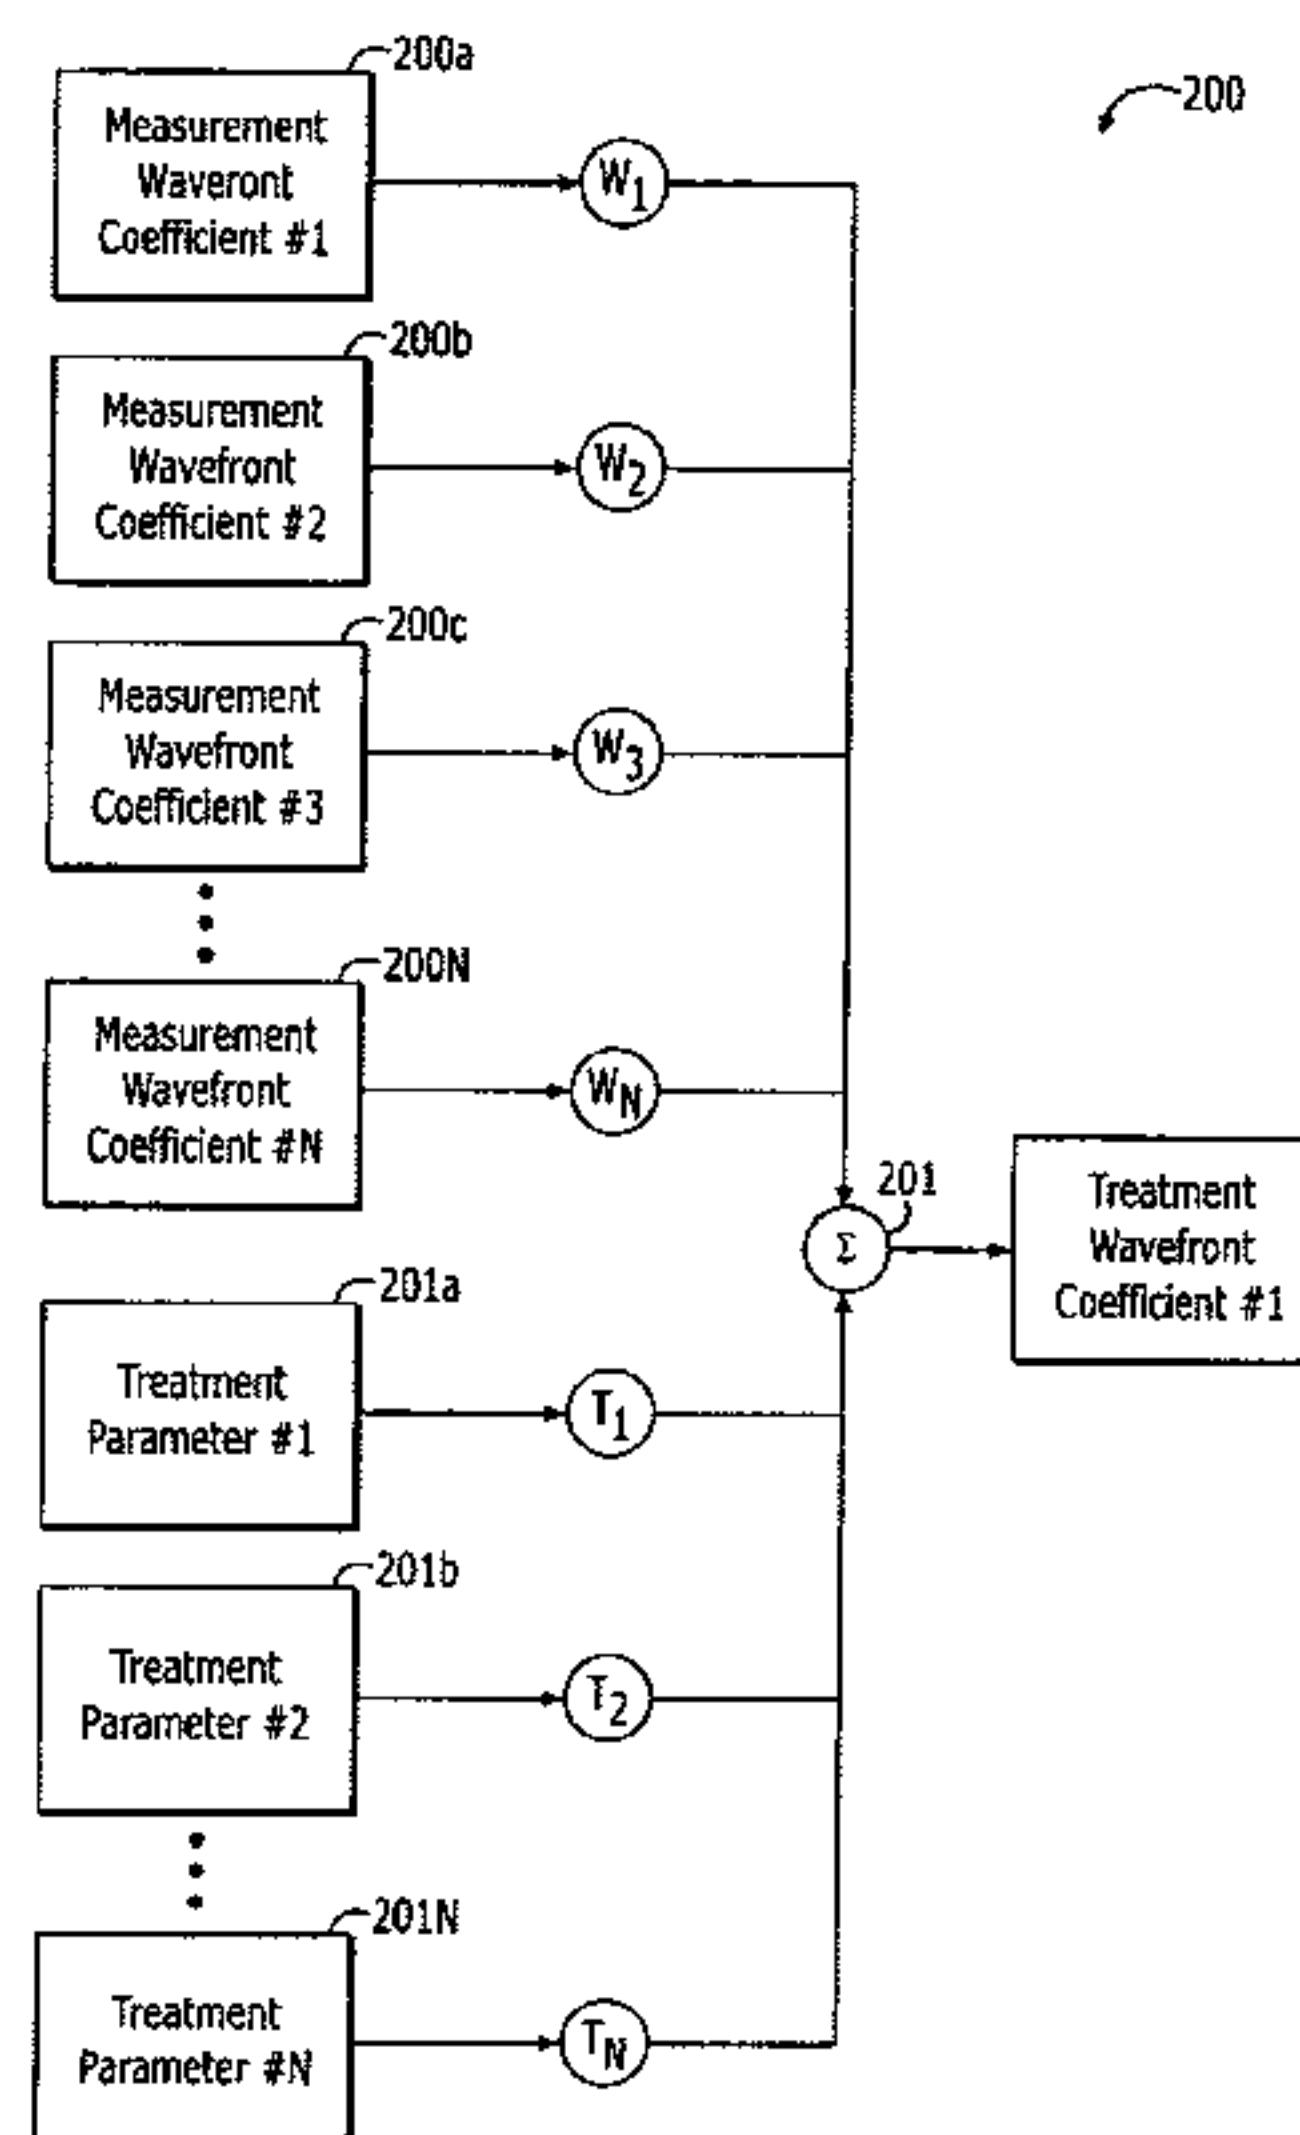 200a
200
Measurement
Waveront
Coefficient #1
W1
200b
Measurement
Wavefront
Coefficient #2
W2
200c
Measurement
Wavefront
Coefficient #3
W3
200N
Measurement
Wavefront
Coefficient #N
WN
201
Σ
Treatment
Wavefront
Coefficient #1
201a
Treatment
Parameter #1
T1
201b
Treatment
Parameter #2
T2
201N
Treatment
Parameter #N
TN